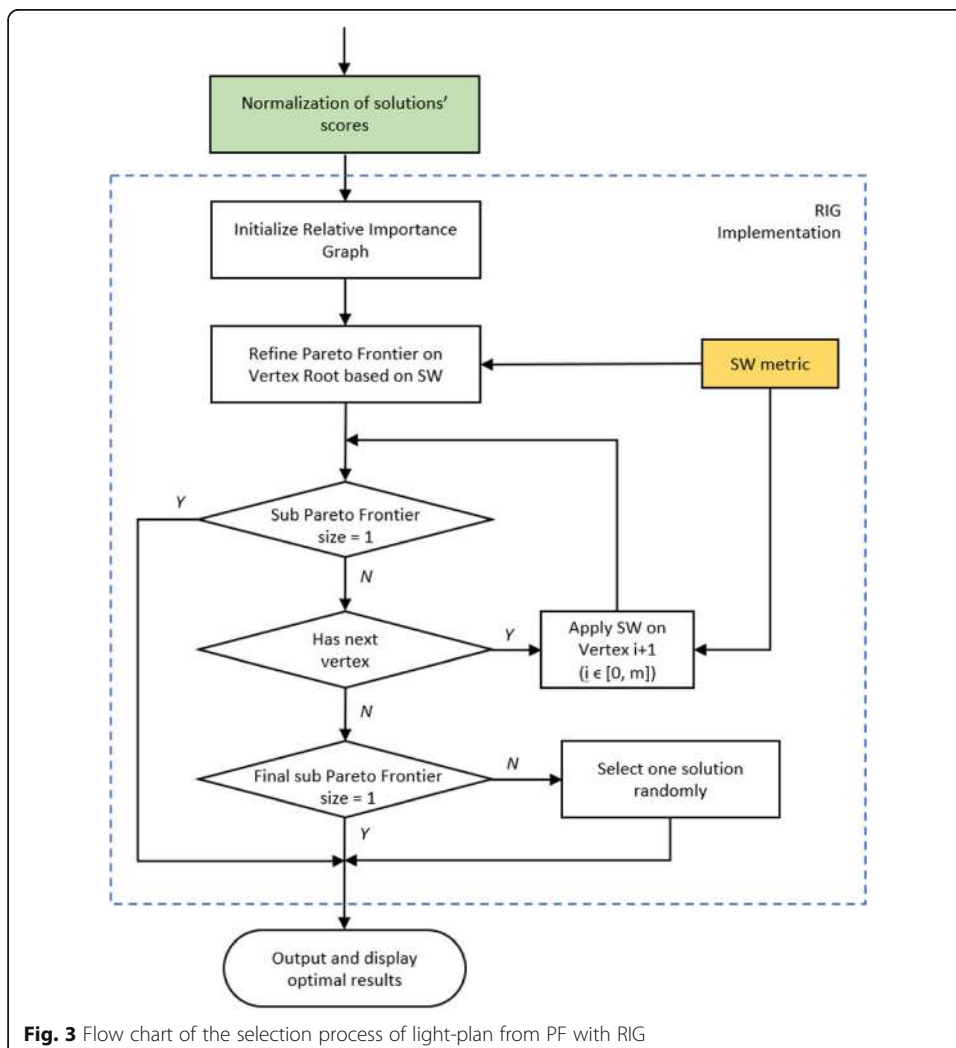 Normalization of solutions'
scores
RIG
Implementation
Initialize Relative Importance
Graph
Refine Pareto Frontier on
Vertex Root based on SW
SW metric
Y
Sub Pareto Frontier
size = 1
N
Has next
vertex
Y
Apply SW on
Vertex i+1
(i ϵ [0, m])
N
Final sub Pareto Frontier
size = 1
N
Select one solution
randomly
Y
Output and display
optimal results
Fig. 3 Flow chart of the selection process of light-plan from PF with RIG